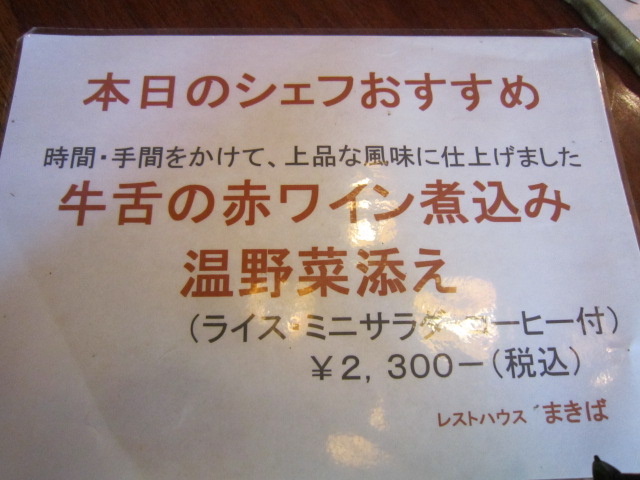 本日のシェフおすすめ
時間・手間をかけて、上品な風味に仕上げました
牛舌の赤ワイン煮込み
温野菜添え
(ライス・ミニサラダ・コーヒー付)
￥2,300－(税込)
レストハウス ″まきば